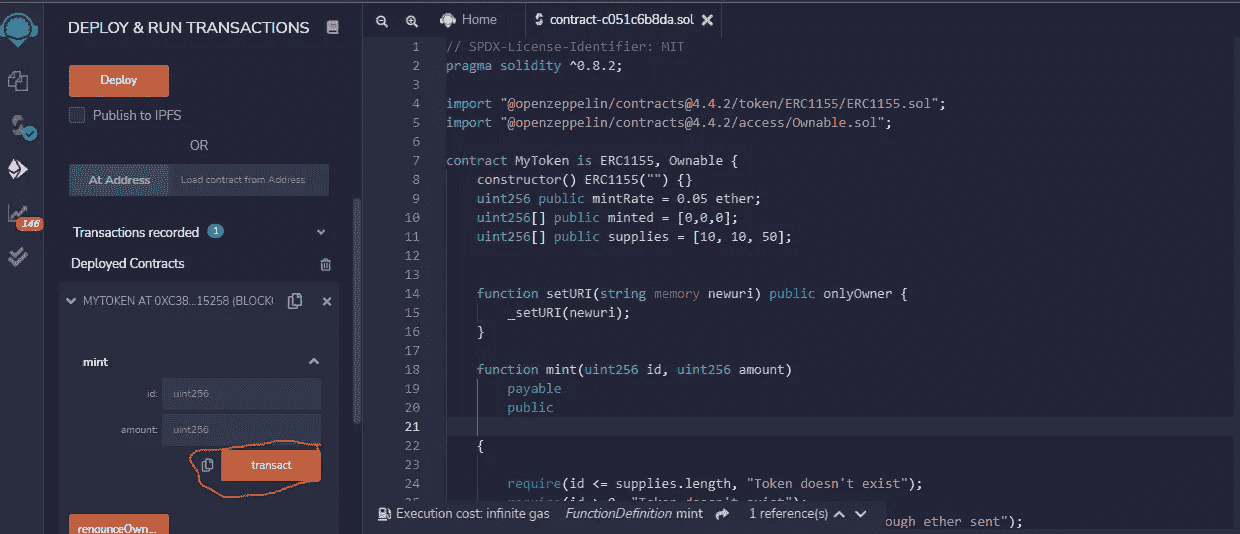 DEPLOY & RUN TRANSACTIONS
Deploy
Publish to IPFS
OR
At Address Load contract from Address
Transactions recorded 1
Deployed Contracts
MYTOKEN AT 0XC38...15258 (BLOCKC
mint
id: uint256
amount: uint256
transact
renounceOwn...
146
Home contract-c051c6b8da.sol
1 // SPDX-License-Identifier: MIT
2 pragma solidity ^0.8.2;
3
4 import "@openzeppelin/contracts@4.4.2/token/ERC1155/ERC1155.sol";
5 import "@openzeppelin/contracts@4.4.2/access/Ownable.sol";
6
7 contract MyToken is ERC1155, Ownable {
8 constructor() ERC1155("") {}
9 uint256 public mintRate = 0.05 ether;
10 uint256[] public minted = [0,0,0];
11 uint256[] public supplies = [10, 10, 50];
12
13
14 function setURI(string memory newuri) public onlyOwner {
15 _setURI(newuri);
16 }
17
18 function mint(uint256 id, uint256 amount)
19 payable
20 public
21
22 {
23
24 require(id <= supplies.length, "Token doesn't exist");
25 require(id > 0, "Token doesn't exist");
Execution cost: infinite gas FunctionDefinition mint 1 reference(s) ough ether sent");